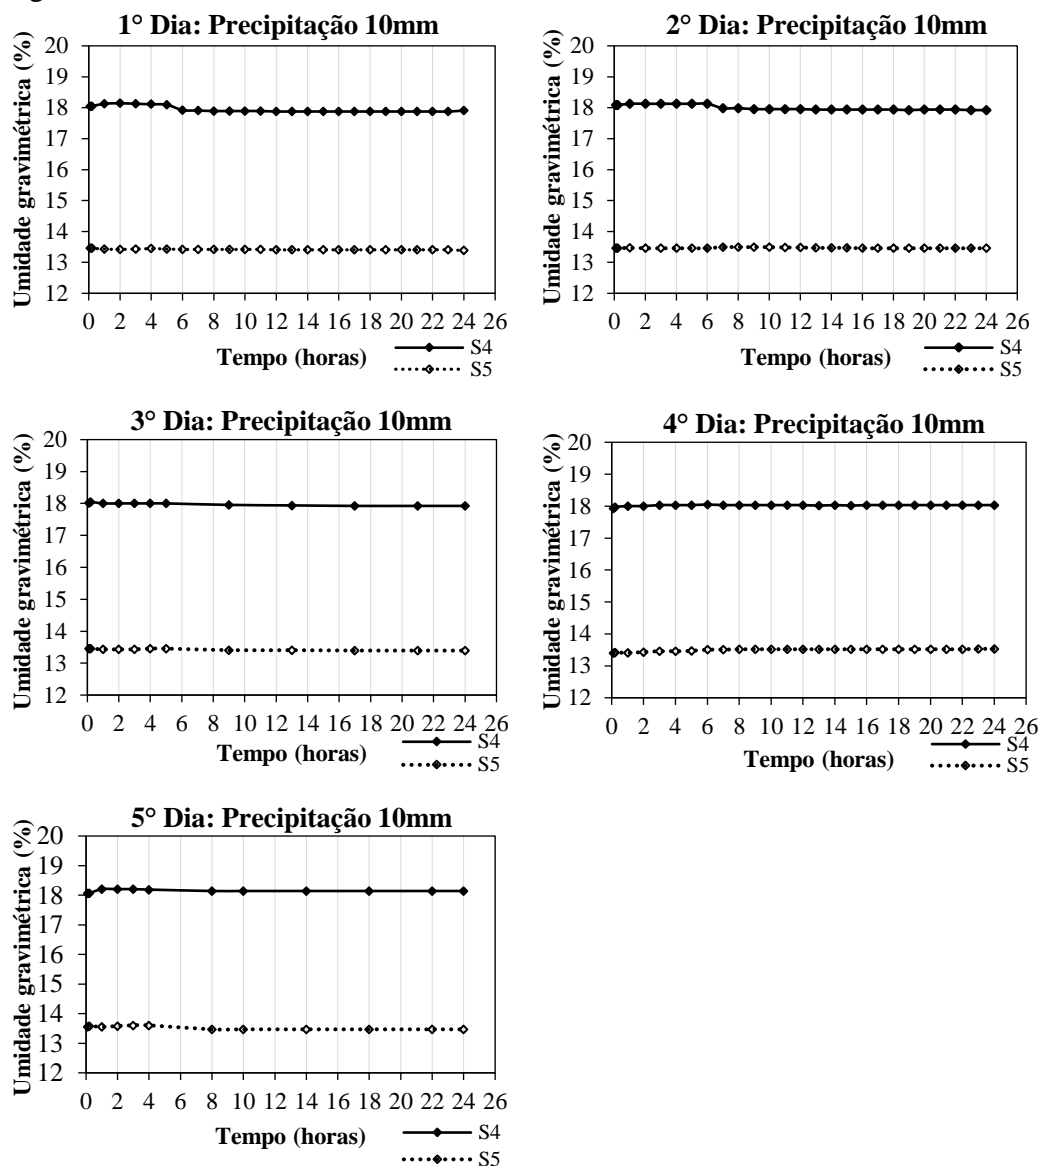 1° Dia: Precipitação 10mm
Umidade gravimétrica (%)
20
19
18
17
16
15
14
13
12
0 2 4 6 8 10 12 14 16 18 20 22 24 26
Tempo (horas)
S4
S5
2° Dia: Precipitação 10mm
Umidade gravimétrica (%)
20
19
18
17
16
15
14
13
12
0 2 4 6 8 10 12 14 16 18 20 22 24 26
Tempo (horas)
S4
S5
3° Dia: Precipitação 10mm
Umidade gravimétrica (%)
20
19
18
17
16
15
14
13
12
0 2 4 6 8 10 12 14 16 18 20 22 24 26
Tempo (horas)
S4
S5
4° Dia: Precipitação 10mm
Umidade gravimétrica (%)
20
19
18
17
16
15
14
13
12
0 2 4 6 8 10 12 14 16 18 20 22 24 26
Tempo (horas)
S4
S5
5° Dia: Precipitação 10mm
Umidade gravimétrica (%)
20
19
18
17
16
15
14
13
12
0 2 4 6 8 10 12 14 16 18 20 22 24 26
Tempo (horas)
S4
S5